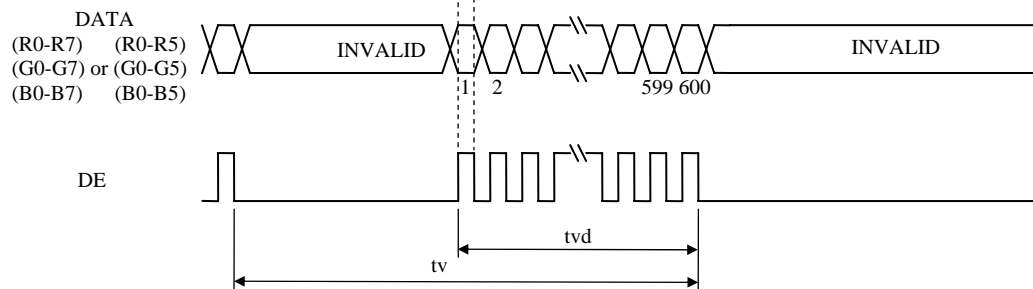 DATA
(R0-R7) (R0-R5)
(G0-G7) or (G0-G5)
(B0-B7) (B0-B5)
INVALID
INVALID
1 2 599 600
DE
tvd
tv